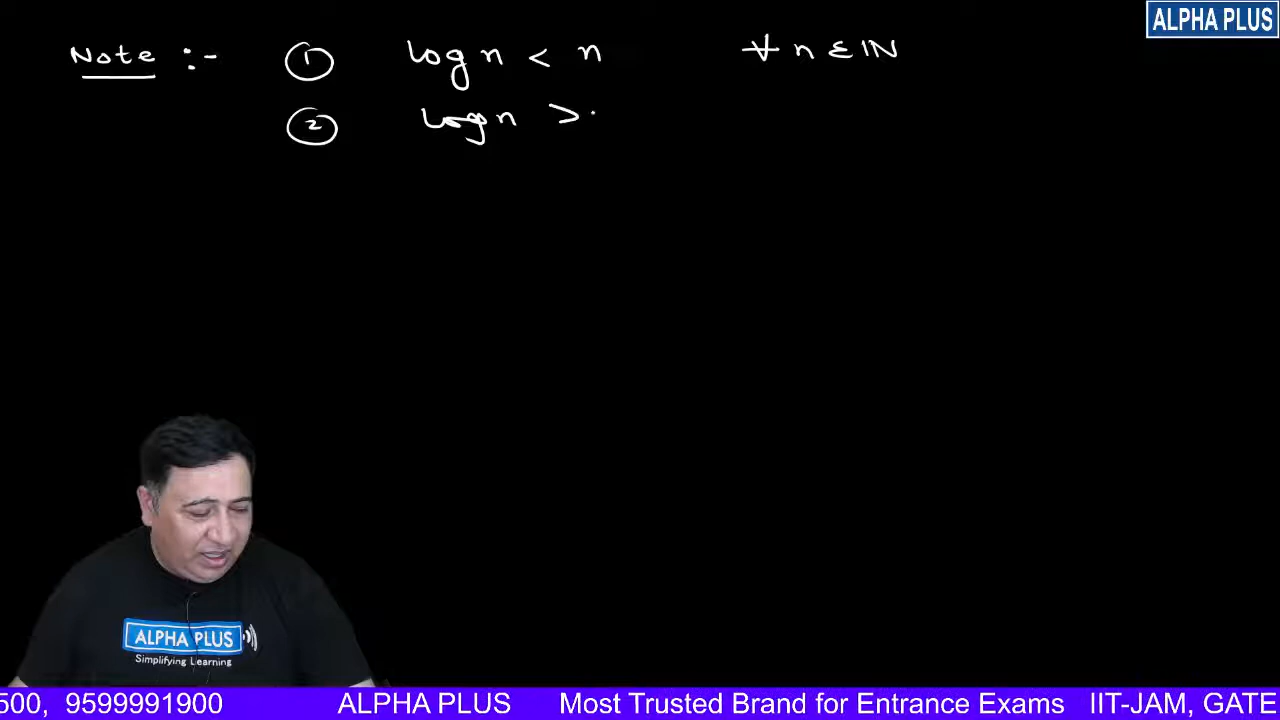 ALPHA PLUS
Note :- ① log n < n ∀ n ε IN
② log n > .
ALPHA PLUS
Simplifying Learning
500, 9599991900 ALPHA PLUS Most Trusted Brand for Entrance Exams IIT-JAM, GATE